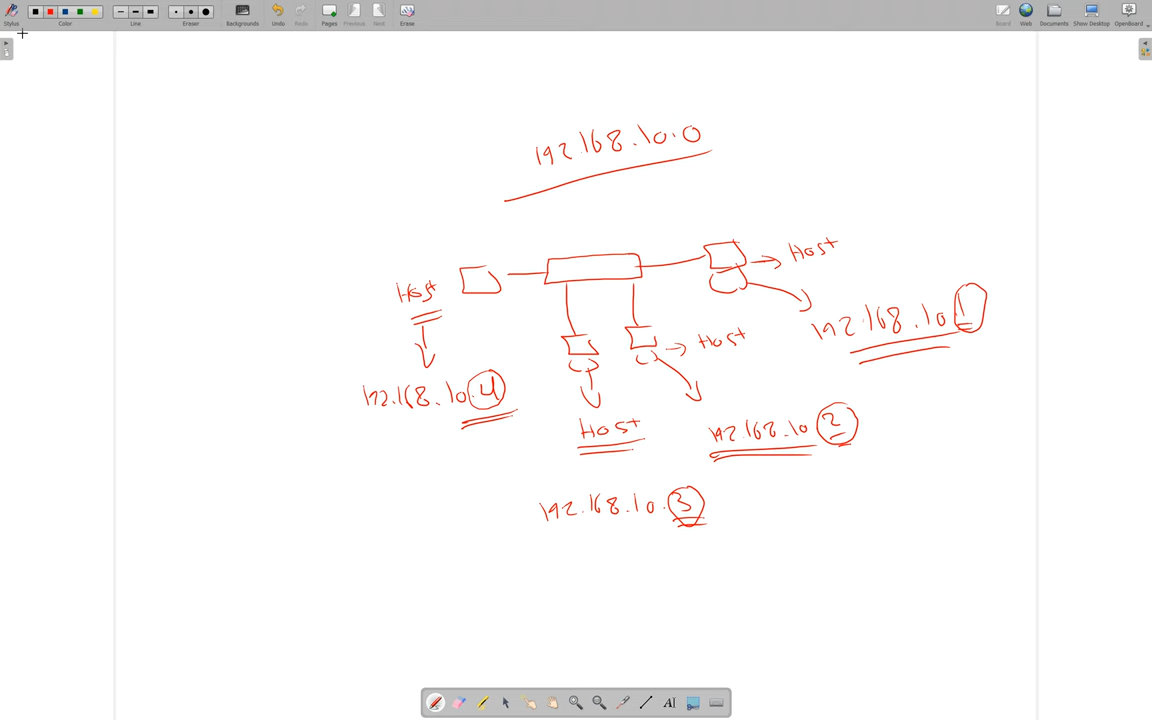 Stylus
Color
Line
Eraser
Backgrounds
Undo
Redo
Pages
Previous
Next
Erase
Board
Web
Documents
Show Desktop
OpenBoard
192.168.10.0
Host
Host
192.168.10.1
Host
192.168.10.4
Host
192.168.10 2
192.168.10.3